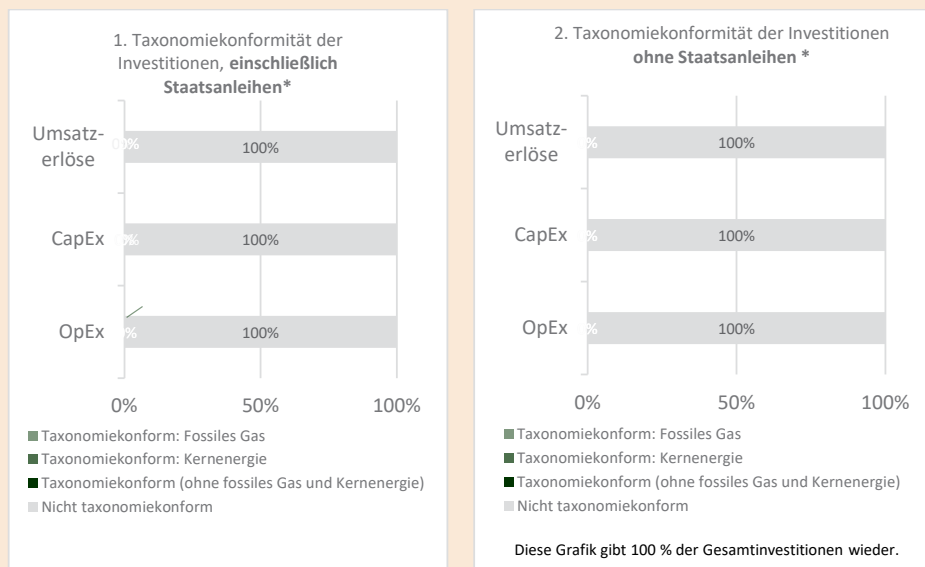 1. Taxonomiekonformität der
Investitionen, einschließlich
Staatsanleihen*
Umsatz-
erlöse
100%
CapEx
100%
OpEx
100%
0%
50%
100%
Taxonomiekonform: Fossiles Gas
Taxonomiekonform: Kernenergie
Taxonomiekonform (ohne fossiles Gas und Kernenergie)
Nicht taxonomiekonform
2. Taxonomiekonformität der Investitionen
ohne Staatsanleihen *
Umsatz-
erlöse
100%
CapEx
100%
OpEx
100%
0%
50%
100%
Taxonomiekonform: Fossiles Gas
Taxonomiekonform: Kernenergie
Taxonomiekonform (ohne fossiles Gas und Kernenergie)
Nicht taxonomiekonform
Diese Grafik gibt 100 % der Gesamtinvestitionen wieder.